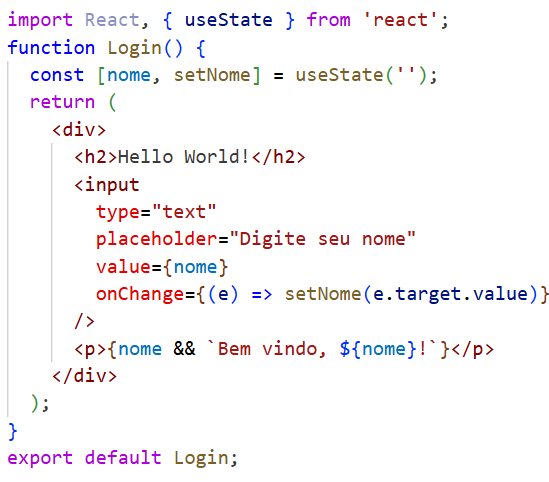 import React, { useState } from 'react';
function Login() {
  const [nome, setNome] = useState('');
  return (
    <div>
      <h2>Hello World!</h2>
      <input
        type="text"
        placeholder="Digite seu nome"
        value={nome}
        onChange={(e) => setNome(e.target.value)}
      />
      <p>{nome && `Bem vindo, ${nome}!`}</p>
    </div>
  );
}
export default Login;